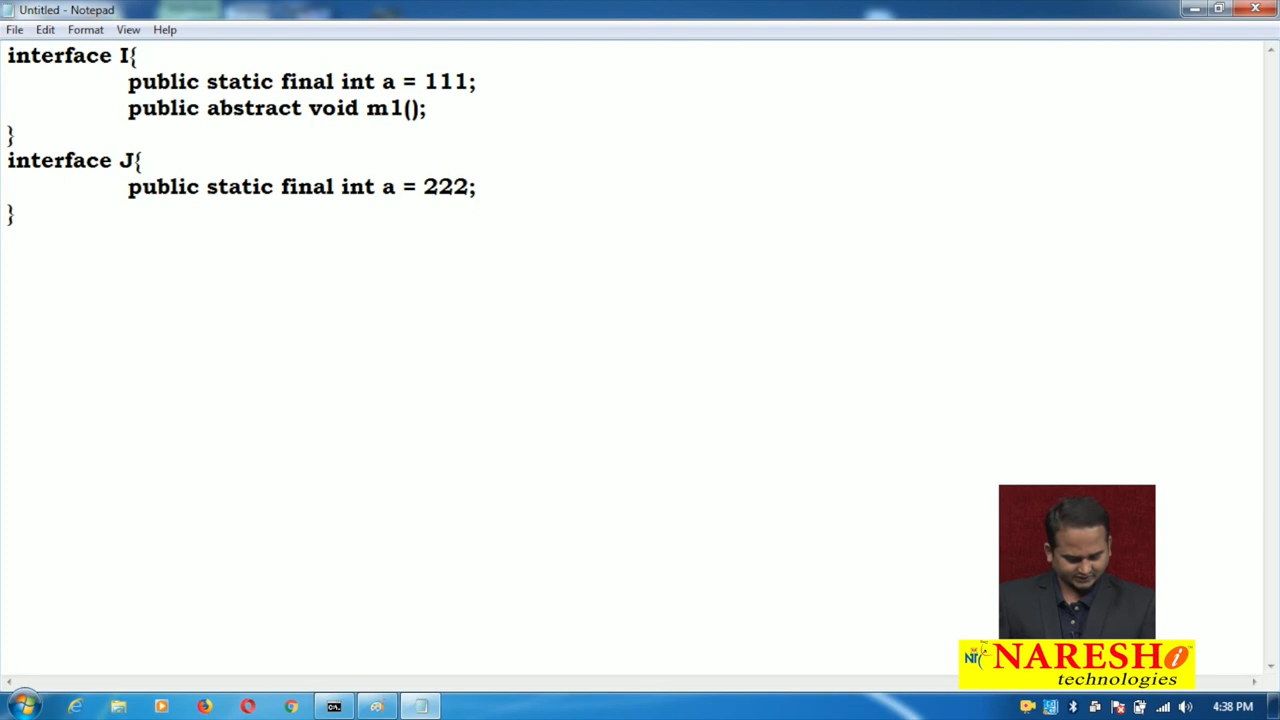 Untitled - Notepad
File Edit Format View Help
interface I{
public static final int a = 111;
public abstract void m1();
}
interface J{
public static final int a = 222;
}
NARESH i
technologies
4:38 PM